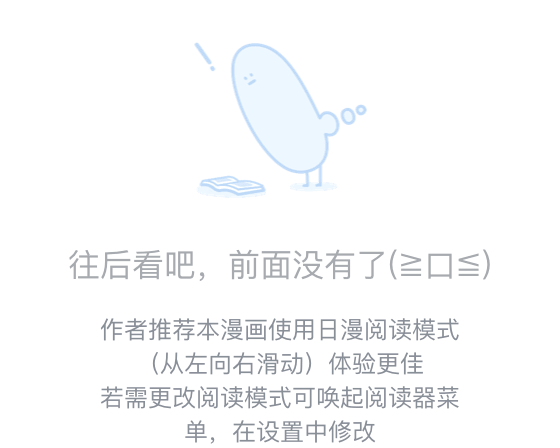 往后看吧，前面没有了(≧口≦)
作者推荐本漫画使用日漫阅读模式
（从左向右滑动）体验更佳
若需更改阅读模式可唤起阅读器菜
单，在设置中修改